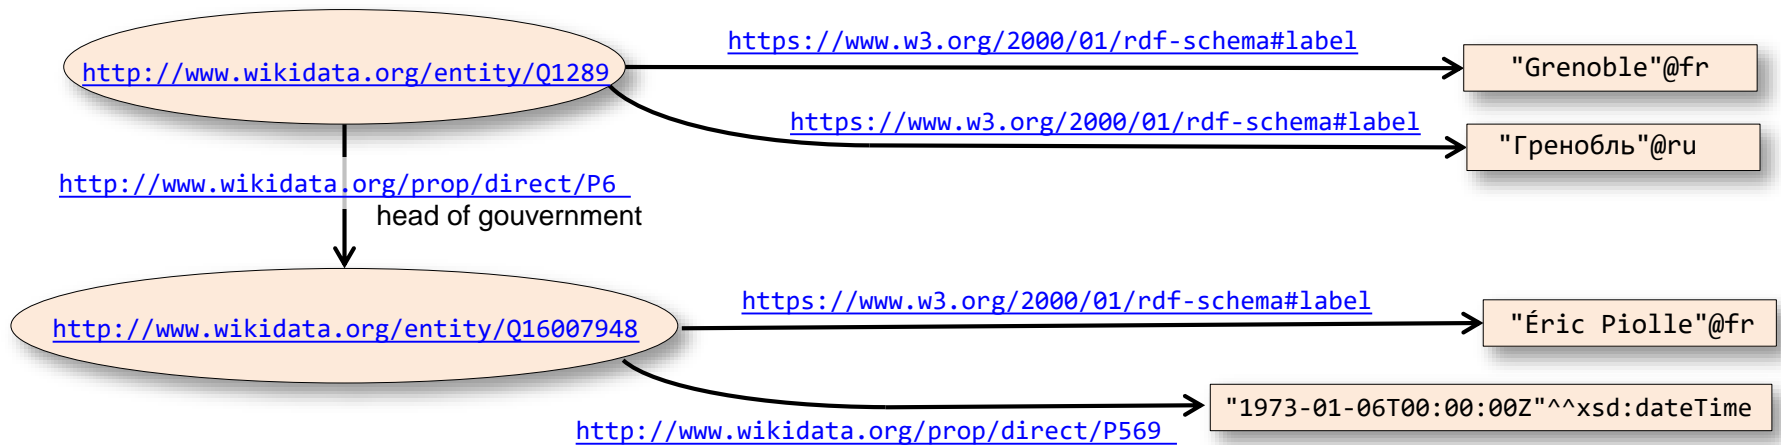 https://www.w3.org/2000/01/rdf-schema#label
http://www.wikidata.org/entity/Q1289
"Grenoble"@fr
https://www.w3.org/2000/01/rdf-schema#label
"Гренобль"@ru
http://www.wikidata.org/prop/direct/P6
head of gouvernment
https://www.w3.org/2000/01/rdf-schema#label
http://www.wikidata.org/entity/Q16007948
"Éric Piolle"@fr
"1973-01-06T00:00:00Z"^^xsd:dateTime
http://www.wikidata.org/prop/direct/P569